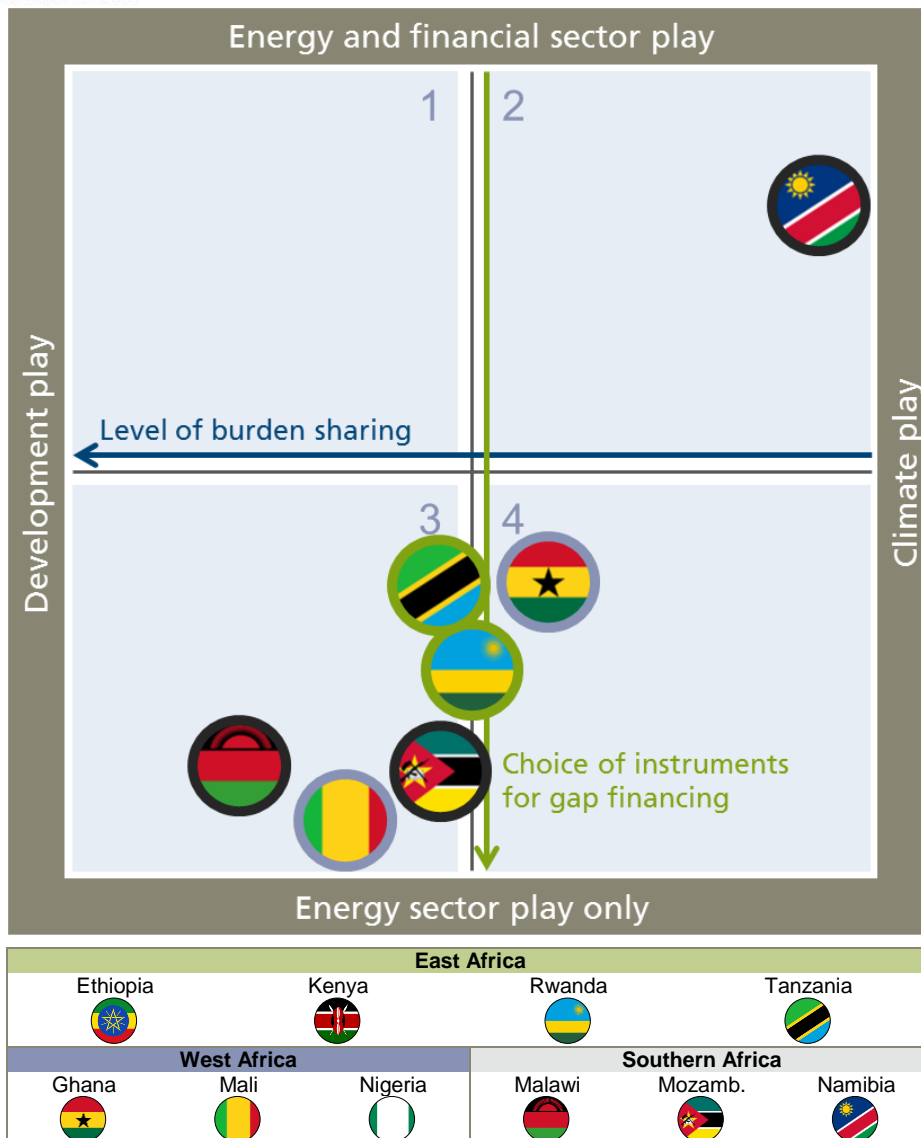 Energy and financial sector play
1
2
Development play
Level of burden sharing
Climate play
3
4
Choice of instruments
for gap financing
Energy sector play only
East Africa
Ethiopia Kenya Rwanda Tanzania
West Africa Southern Africa
Ghana Mali Nigeria Malawi Mozamb. Namibia